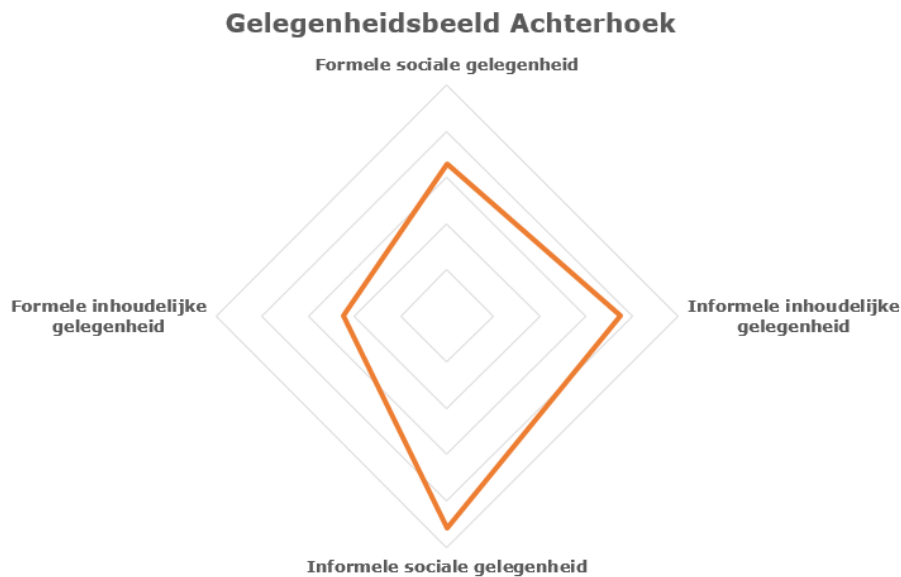 Gelegenheidsbeeld Achterhoek
Formele sociale gelegenheid
Formele inhoudelijke
gelegenheid
Informele inhoudelijke
gelegenheid
Informele sociale gelegenheid